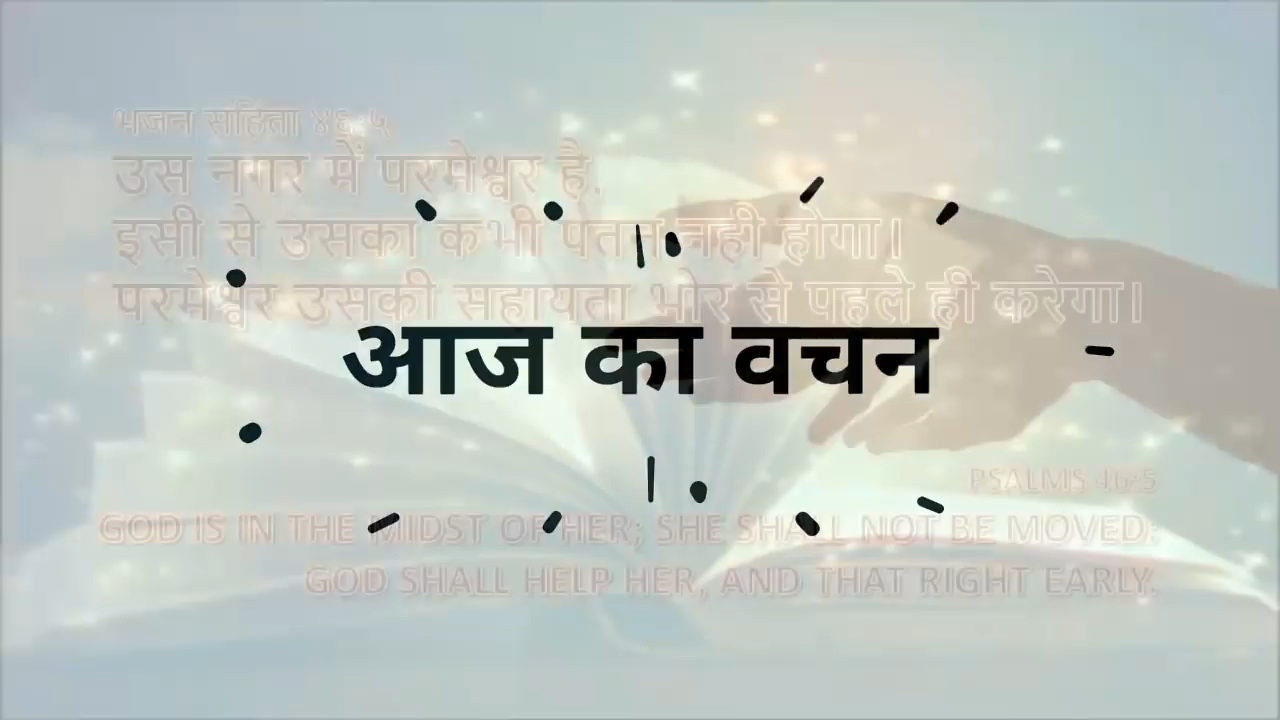 भजन संहिता ४६:५
उस नगर में परमेश्वर है,
इसी से उसका कभी पतन नही होगा।
परमेश्वर उसकी सहायता भोर से पहले ही करेगा।
आज का वचन
PSALMS 46:5
GOD IS IN THE MIDST OF HER; SHE SHALL NOT BE MOVED:
GOD SHALL HELP HER, AND THAT RIGHT EARLY.